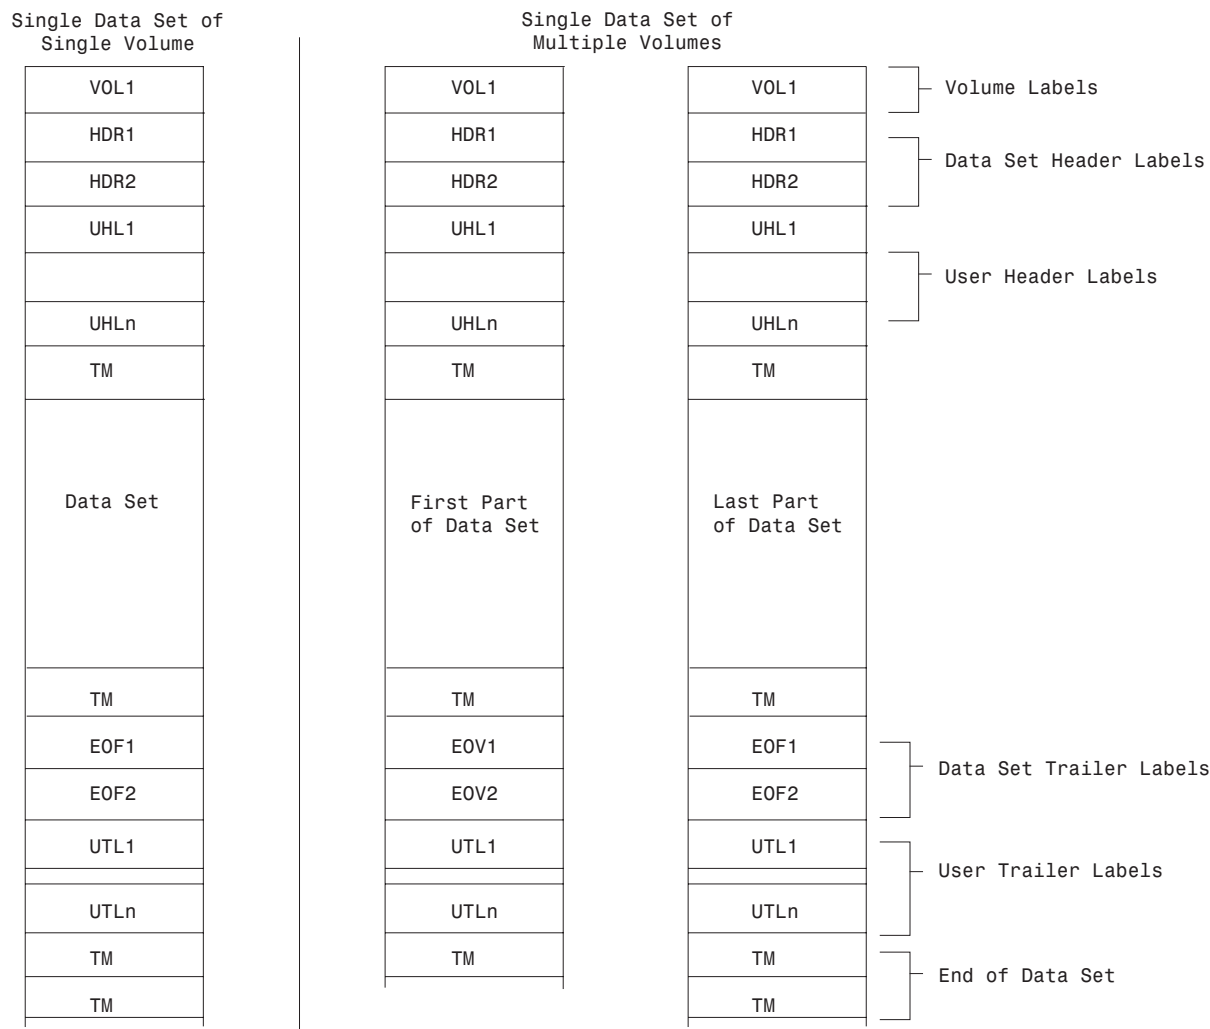 Single Data Set of
Single Volume
VOL1
HDR1
HDR2
UHL1
UHLn
TM
Data Set
TM
EOF1
EOF2
UTL1
UTLn
TM
TM
Single Data Set of
Multiple Volumes
VOL1
HDR1
HDR2
UHL1
UHLn
TM
First Part
of Data Set
TM
EOV1
EOV2
UTL1
UTLn
TM
VOL1
HDR1
HDR2
UHL1
UHLn
TM
Last Part
of Data Set
TM
EOF1
EOF2
UTL1
UTLn
TM
TM
Volume Labels
Data Set Header Labels
User Header Labels
Data Set Trailer Labels
User Trailer Labels
End of Data Set